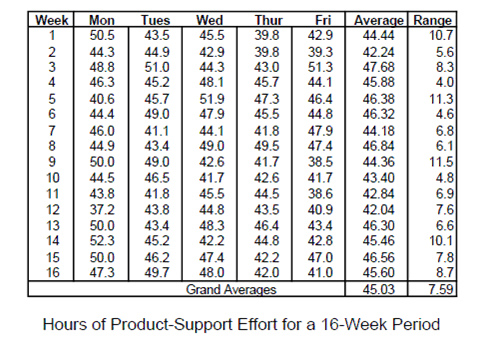 Week Mon Tues Wed Thur Fri Average Range
1 50.5 43.5 45.5 39.8 42.9 44.44 10.7
2 44.3 44.9 42.9 39.8 39.3 42.24 5.6
3 48.8 51.0 44.3 43.0 51.3 47.68 8.3
4 46.3 45.2 48.1 45.7 44.1 45.88 4.0
5 40.6 45.7 51.9 47.3 46.4 46.38 11.3
6 44.4 49.0 47.9 45.5 44.8 46.32 4.6
7 46.0 41.1 44.1 41.8 47.9 44.18 6.8
8 44.9 43.4 49.0 49.5 47.4 46.84 6.1
9 50.0 49.0 42.6 41.7 38.5 44.36 11.5
10 44.5 46.5 41.7 42.6 41.7 43.40 4.8
11 43.8 41.8 45.5 44.5 38.6 42.84 6.9
12 37.2 43.8 44.8 43.5 40.9 42.04 7.6
13 50.0 43.4 48.3 46.4 43.4 46.30 6.6
14 52.3 45.2 42.2 44.8 42.8 45.46 10.1
15 50.0 46.2 47.4 42.2 47.0 46.56 7.8
16 47.3 49.7 48.0 42.0 41.0 45.60 8.7
Grand Averages 45.03 7.59
Hours of Product-Support Effort for a 16-Week Period